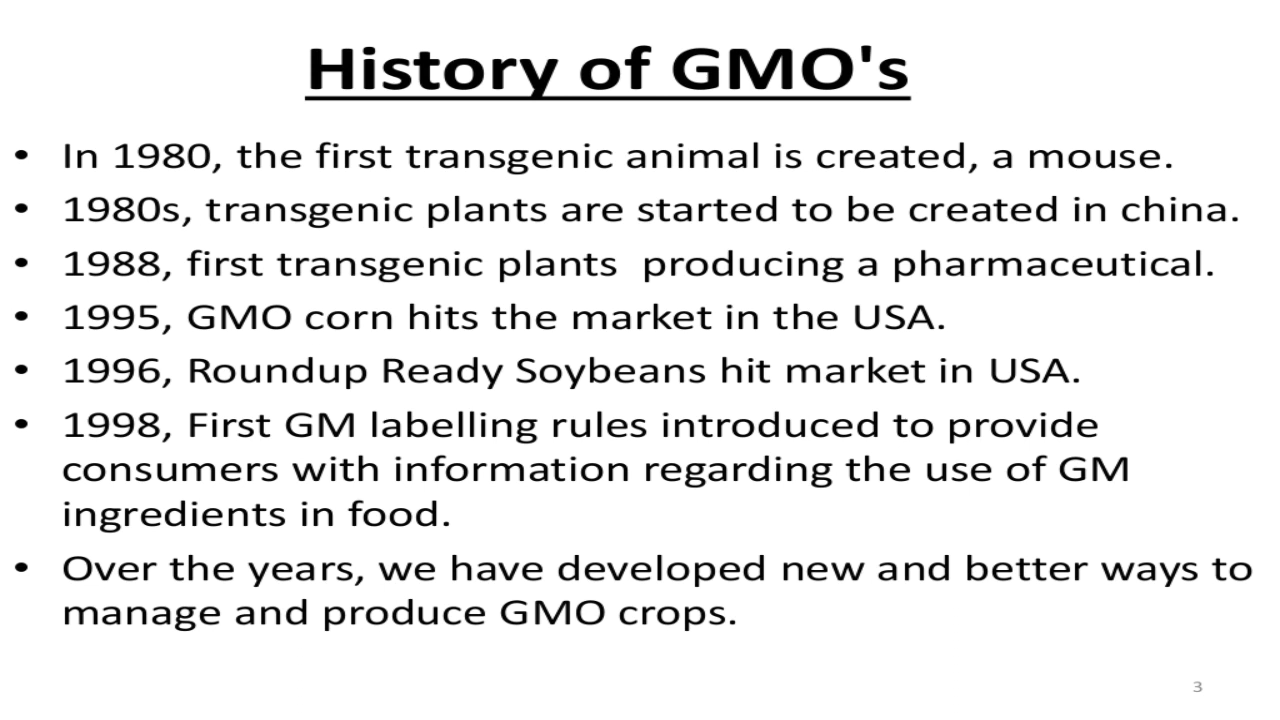 History of GMO's
• In 1980, the first transgenic animal is created, a mouse.
• 1980s, transgenic plants are started to be created in china.
• 1988, first transgenic plants  producing a pharmaceutical.
• 1995, GMO corn hits the market in the USA.
• 1996, Roundup Ready Soybeans hit market in USA.
• 1998, First GM labelling rules introduced to provide
consumers with information regarding the use of GM
ingredients in food.
• Over the years, we have developed new and better ways to
manage and produce GMO crops.
3